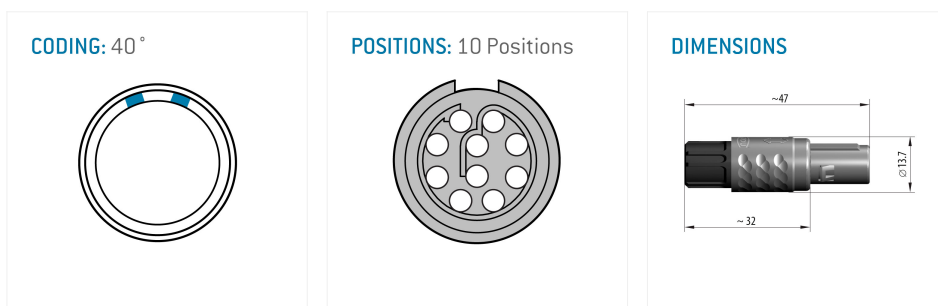 CODING: 40°
POSITIONS: 10 Positions
DIMENSIONS
~47
⌀13.7
~ 32